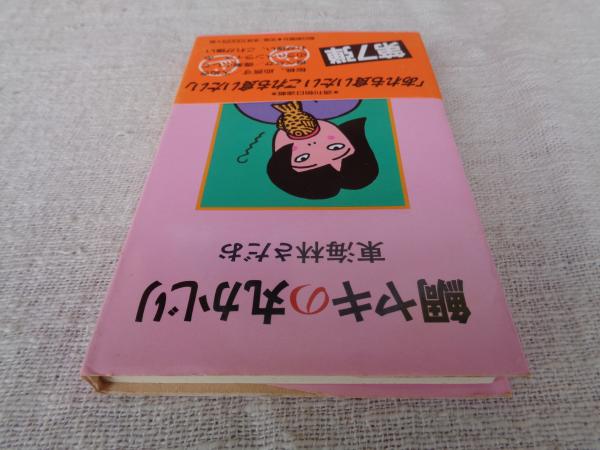 鯛ヤキの丸かじり
東海林さだお
●週刊朝日連載●
「あれも食いたいこれも食いたい」
第7弾